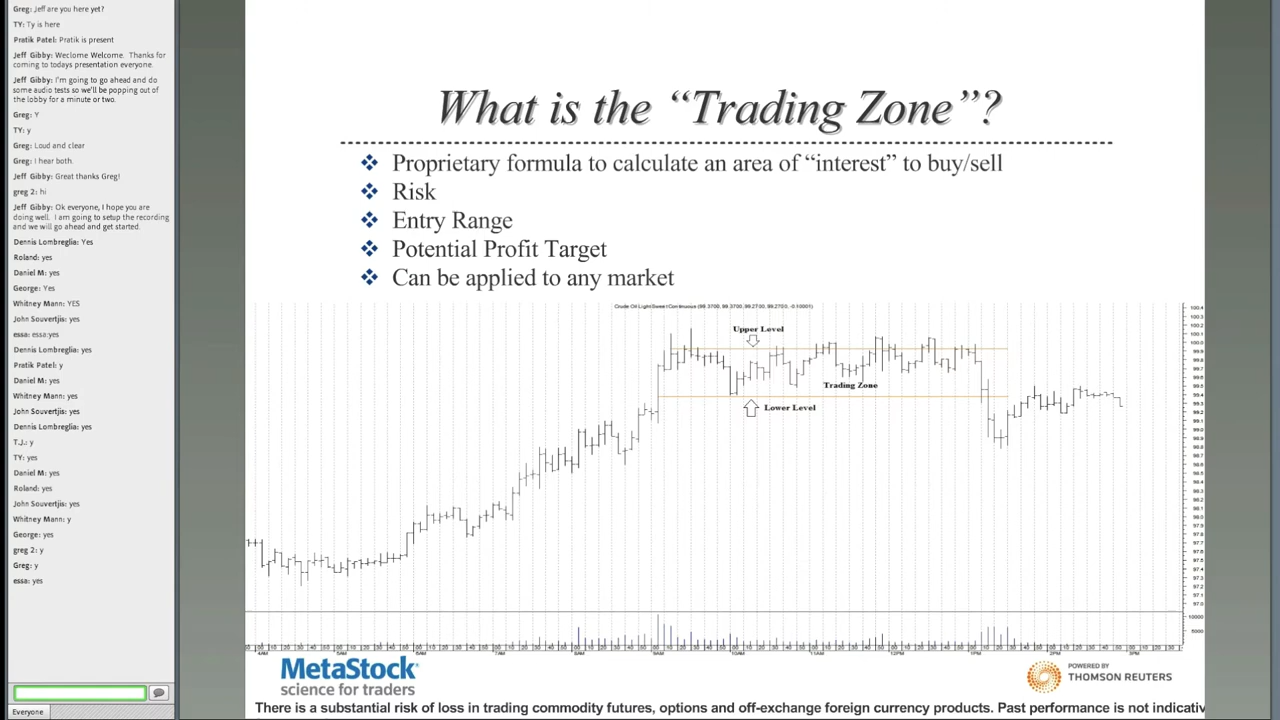 Greg: Jeff are you here yet?
TY: Ty is here
Pratik Patel: Pratik is present
Jeff Gibby: Weclome Welcome. Thanks for
coming to todays presentation everyone.
Jeff Gibby: I'm going to go ahead and do
some audio tests so we'll be popping out of
the lobby for a minute or two.
Greg: Y
TY: y
Greg: Loud and clear
Greg: I hear both.
Jeff Gibby: Great thanks Greg!
greg 2: hi
Jeff Gibby: Ok everyone, I hope you are
doing well. I am going to setup the recording
and we will go ahead and get started.
Dennis Lombreglia: Yes
Roland: yes
Daniel M: yes
George: Yes
Whitney Mann: YES
John Souvertjis: yes
essa: essa:yes
Dennis Lombreglia: yes
Pratik Patel: y
Daniel M: yes
Whitney Mann: yes
John Souvertjis: yes
Dennis Lombreglia: yes
T.J.: y
TY: yes
Daniel M: yes
Roland: yes
John Souvertjis: yes
Whitney Mann: y
George: yes
greg 2: y
Greg: y
essa: yes
Everyone
What is the “Trading Zone”?
Proprietary formula to calculate an area of “interest” to buy/sell
Risk
Entry Range
Potential Profit Target
Can be applied to any market
Upper Level
Trading Zone
Lower Level
MetaStock
science for traders
POWERED BY
THOMSON REUTERS
There is a substantial risk of loss in trading commodity futures, options and off-exchange foreign currency products. Past performance is not indicativ